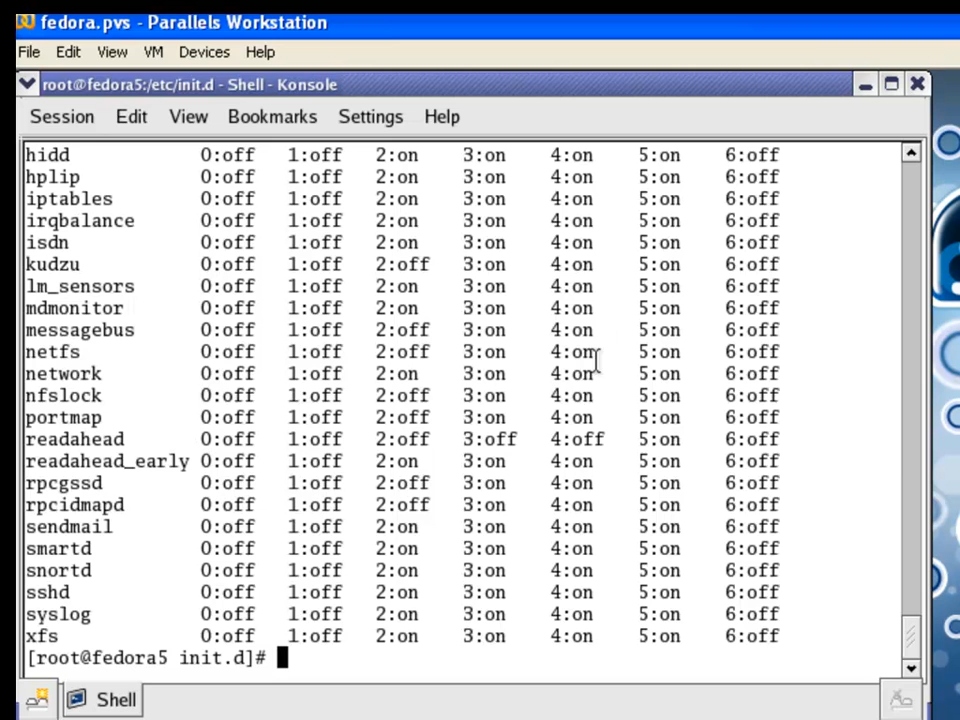 fedora.pvs - Parallels Workstation
File Edit View VM Devices Help
root@fedora5:/etc/init.d - Shell - Konsole
Session Edit View Bookmarks Settings Help
hidd 0:off 1:off 2:on 3:on 4:on 5:on 6:off
hplip 0:off 1:off 2:on 3:on 4:on 5:on 6:off
iptables 0:off 1:off 2:on 3:on 4:on 5:on 6:off
irqbalance 0:off 1:off 2:on 3:on 4:on 5:on 6:off
isdn 0:off 1:off 2:on 3:on 4:on 5:on 6:off
kudzu 0:off 1:off 2:off 3:on 4:on 5:on 6:off
lm_sensors 0:off 1:off 2:on 3:on 4:on 5:on 6:off
mdmonitor 0:off 1:off 2:on 3:on 4:on 5:on 6:off
messagebus 0:off 1:off 2:off 3:on 4:on 5:on 6:off
netfs 0:off 1:off 2:off 3:on 4:on 5:on 6:off
network 0:off 1:off 2:on 3:on 4:on 5:on 6:off
nfslock 0:off 1:off 2:off 3:on 4:on 5:on 6:off
portmap 0:off 1:off 2:off 3:on 4:on 5:on 6:off
readahead 0:off 1:off 2:off 3:off 4:off 5:on 6:off
readahead_early 0:off 1:off 2:on 3:on 4:on 5:on 6:off
rpcgssd 0:off 1:off 2:off 3:on 4:on 5:on 6:off
rpcidmapd 0:off 1:off 2:off 3:on 4:on 5:on 6:off
sendmail 0:off 1:off 2:on 3:on 4:on 5:on 6:off
smartd 0:off 1:off 2:on 3:on 4:on 5:on 6:off
snortd 0:off 1:off 2:on 3:on 4:on 5:on 6:off
sshd 0:off 1:off 2:on 3:on 4:on 5:on 6:off
syslog 0:off 1:off 2:on 3:on 4:on 5:on 6:off
xfs 0:off 1:off 2:on 3:on 4:on 5:on 6:off
[root@fedora5 init.d]#
Shell